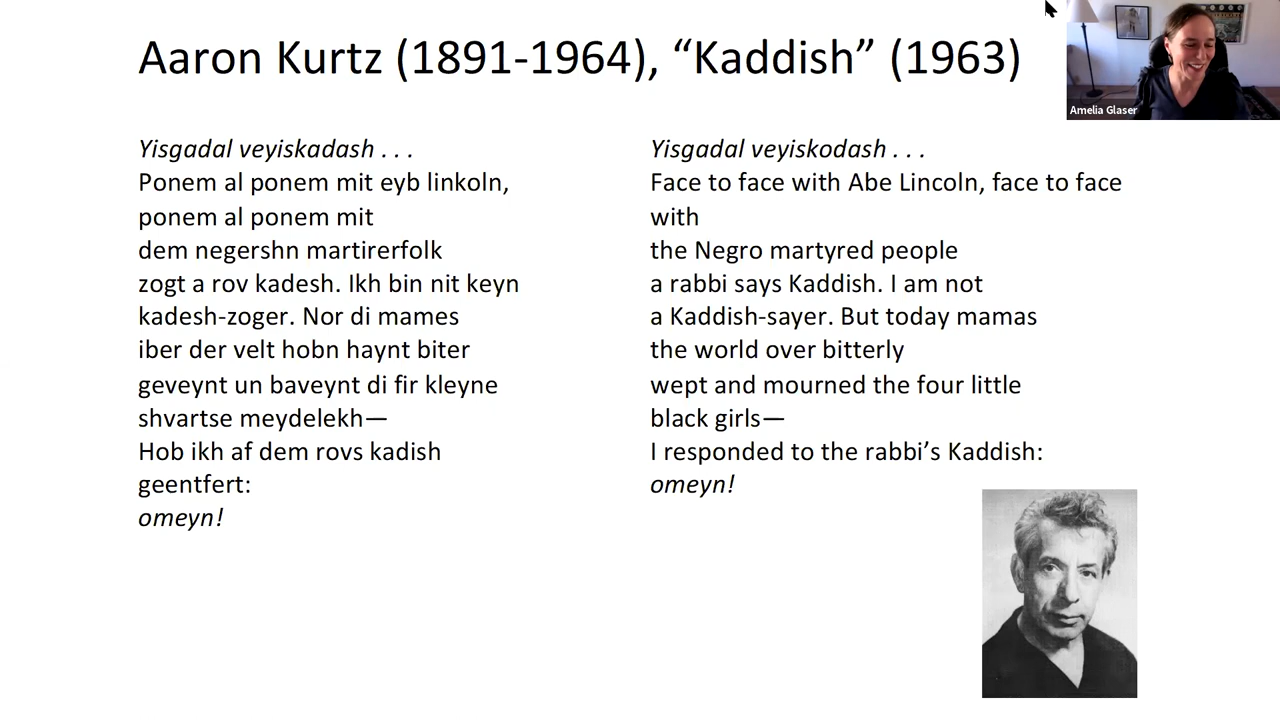 Aaron Kurtz (1891-1964), “Kaddish” (1963)
Amelia Glaser
Yisgadal veyiskadash . . .
Ponem al ponem mit eyb linkoln,
ponem al ponem mit
dem negershn martirerfolk
zogt a rov kadesh. Ikh bin nit keyn
kadesh-zoger. Nor di mames
iber der velt hobn haynt biter
geveynt un baveynt di fir kleyne
shvartse meydelekh—
Hob ikh af dem rovs kadish
geentfert:
omeyn!
Yisgadal veyiskodash . . .
Face to face with Abe Lincoln, face to face
with
the Negro martyred people
a rabbi says Kaddish. I am not
a Kaddish-sayer. But today mamas
the world over bitterly
wept and mourned the four little
black girls—
I responded to the rabbi’s Kaddish:
omeyn!